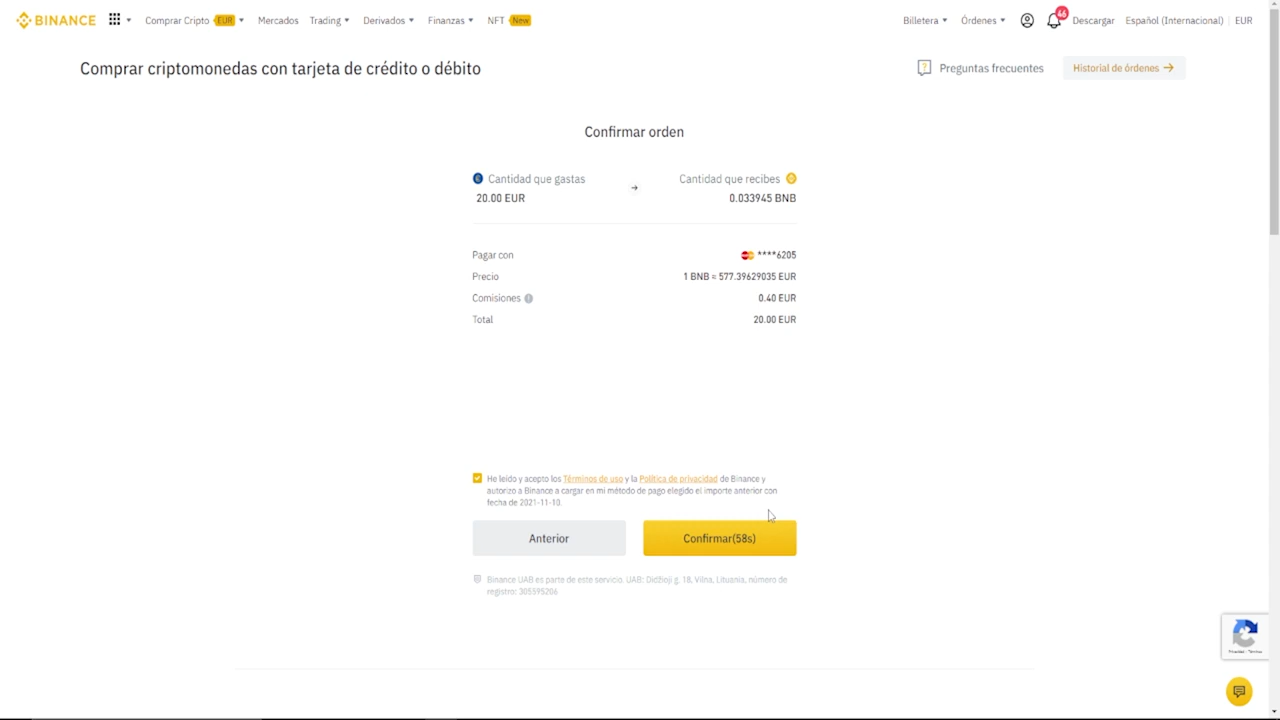 BINANCE Comprar Cripto EUR Mercados Trading Derivados Finanzas NFT New Billetera Órdenes 46 Descargar Español (Internacional) EUR
Comprar criptomonedas con tarjeta de crédito o débito
Preguntas frecuentes Historial de órdenes →
Confirmar orden
Cantidad que gastas → Cantidad que recibes
20.00 EUR 0.033945 BNB
Pagar con ****6205
Precio 1 BNB ≈ 577.39629035 EUR
Comisiones 0.40 EUR
Total 20.00 EUR
He leído y acepto los Términos de uso y la Política de privacidad de Binance y
autorizo a Binance a cargar en mi método de pago elegido el importe anterior con
fecha de 2021-11-10.
Anterior Confirmar(58s)
Binance UAB es parte de este servicio. UAB: Didžioji g. 18, Vilna, Lituania, número de
registro: 305595206
Privacidad - Términos